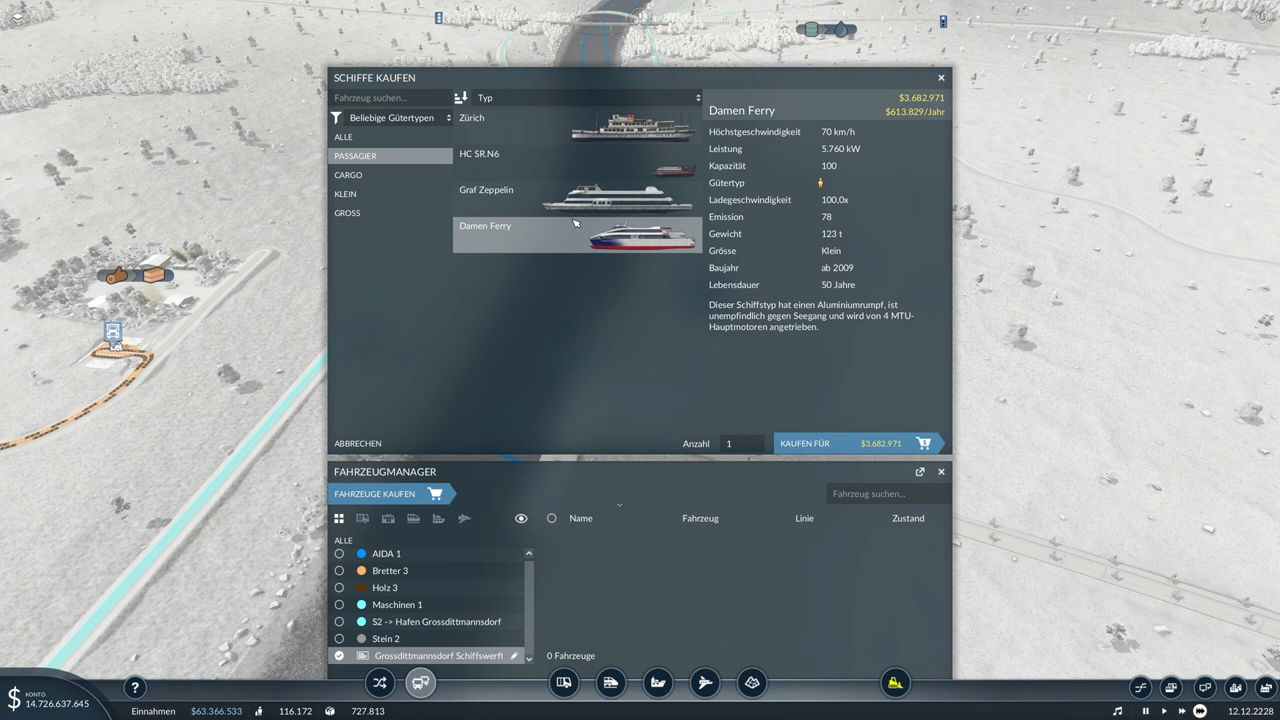 SCHIFFE KAUFEN
Fahrzeug suchen...
Typ
Beliebige Gütertypen
ALLE
PASSAGIER
CARGO
KLEIN
GROSS
Zürich
HC SR.N6
Graf Zeppelin
Damen Ferry
$3.682.971
Damen Ferry
$613.829/Jahr
Höchstgeschwindigkeit 70 km/h
Leistung 5.760 kW
Kapazität 100
Gütertyp
Ladegeschwindigkeit 100,0x
Emission 78
Gewicht 123 t
Grösse Klein
Baujahr ab 2009
Lebensdauer 50 Jahre
Dieser Schiffstyp hat einen Aluminiumrumpf, ist
unempfindlich gegen Seegang und wird von 4 MTU-
Hauptmotoren angetrieben.
ABBRECHEN
Anzahl 1
KAUFEN FÜR $3.682.971
FAHRZEUGMANAGER
FAHRZEUGE KAUFEN
Fahrzeug suchen...
Name Fahrzeug Linie Zustand
ALLE
AIDA 1
Bretter 3
Holz 3
Maschinen 1
S2 -> Hafen Grossdittmannsdorf
Stein 2
Grossdittmannsdorf Schiffswerft
0 Fahrzeuge
$ KONTO
14.726.637.645
?
Einnahmen $63.366.533 116.172 727.813
12.12.2228